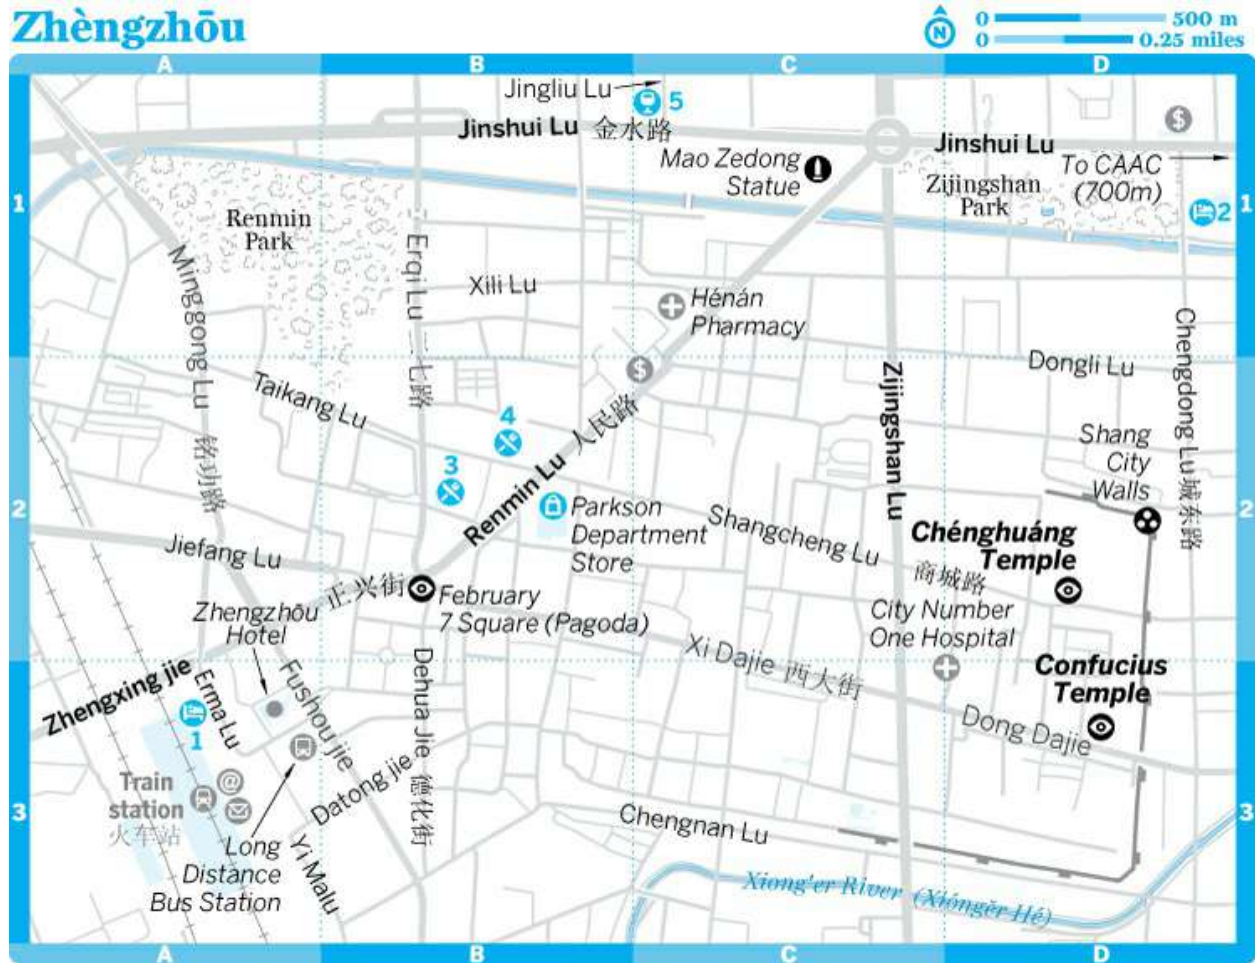 Zhèngzhōu
N
0 500 m
0 0.25 miles
A B C D
Jingliu Lu
5
$
Jinshui Lu 金水路
Jinshui Lu
Mao Zedong
Statue
To CAAC
(700m)
Zijingshan
Park
1
1
2
Renmin
Park
Minggong Lu 铭功路
Erqi Lu 二七路
Xili Lu
Hénán
Pharmacy
Chengdong Lu 城东路
Dongli Lu
$
Taikang Lu
Zijingshan Lu
4
3
Renmin Lu 人民路
Shang
City
Walls
2
2
Parkson
Department
Store
Shangcheng Lu
商城路
Chénghuáng
Temple
Jiefang Lu
正兴街
February
7 Square (Pagoda)
Zhengzhōu
Hotel
City Number
One Hospital
Xi Dajie 西大街
Confucius
Temple
Zhengxing jie
Erma Lu
Fushou jie
Dehua Jie 德化街
1
Dong Dajie
Train
station
火车站
@
Datong jie
3
3
Chengnan Lu
Long
Distance
Bus Station
Yi Malu
Xiong'er River (Xióngěr Hé)
A B C D